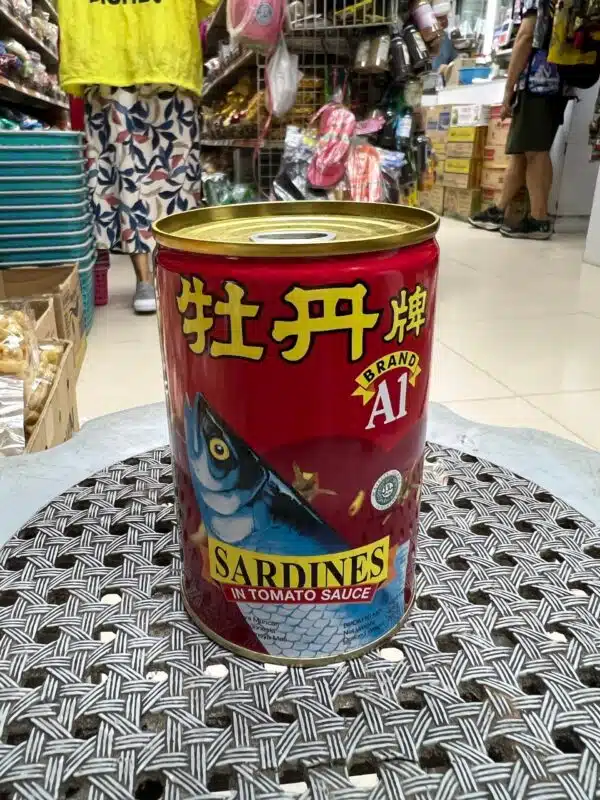 牡丹牌
BRAND
A1
SARDINES
IN TOMATO SAUCE